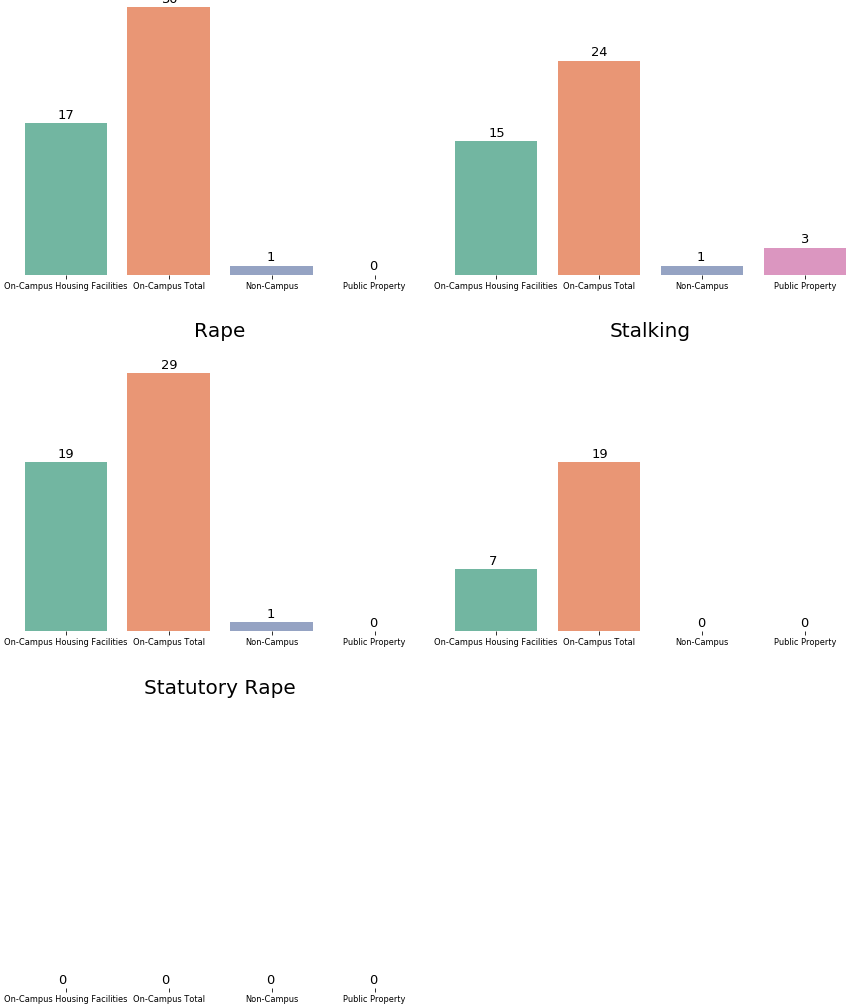 17
1
0
On-Campus Housing Facilities On-Campus Total Non-Campus Public Property
24
15
1
3
On-Campus Housing Facilities On-Campus Total Non-Campus Public Property
Rape
29
19
1
0
On-Campus Housing Facilities On-Campus Total Non-Campus Public Property
Stalking
19
7
0
0
On-Campus Housing Facilities On-Campus Total Non-Campus Public Property
Statutory Rape
0 0 0 0
On-Campus Housing Facilities On-Campus Total Non-Campus Public Property